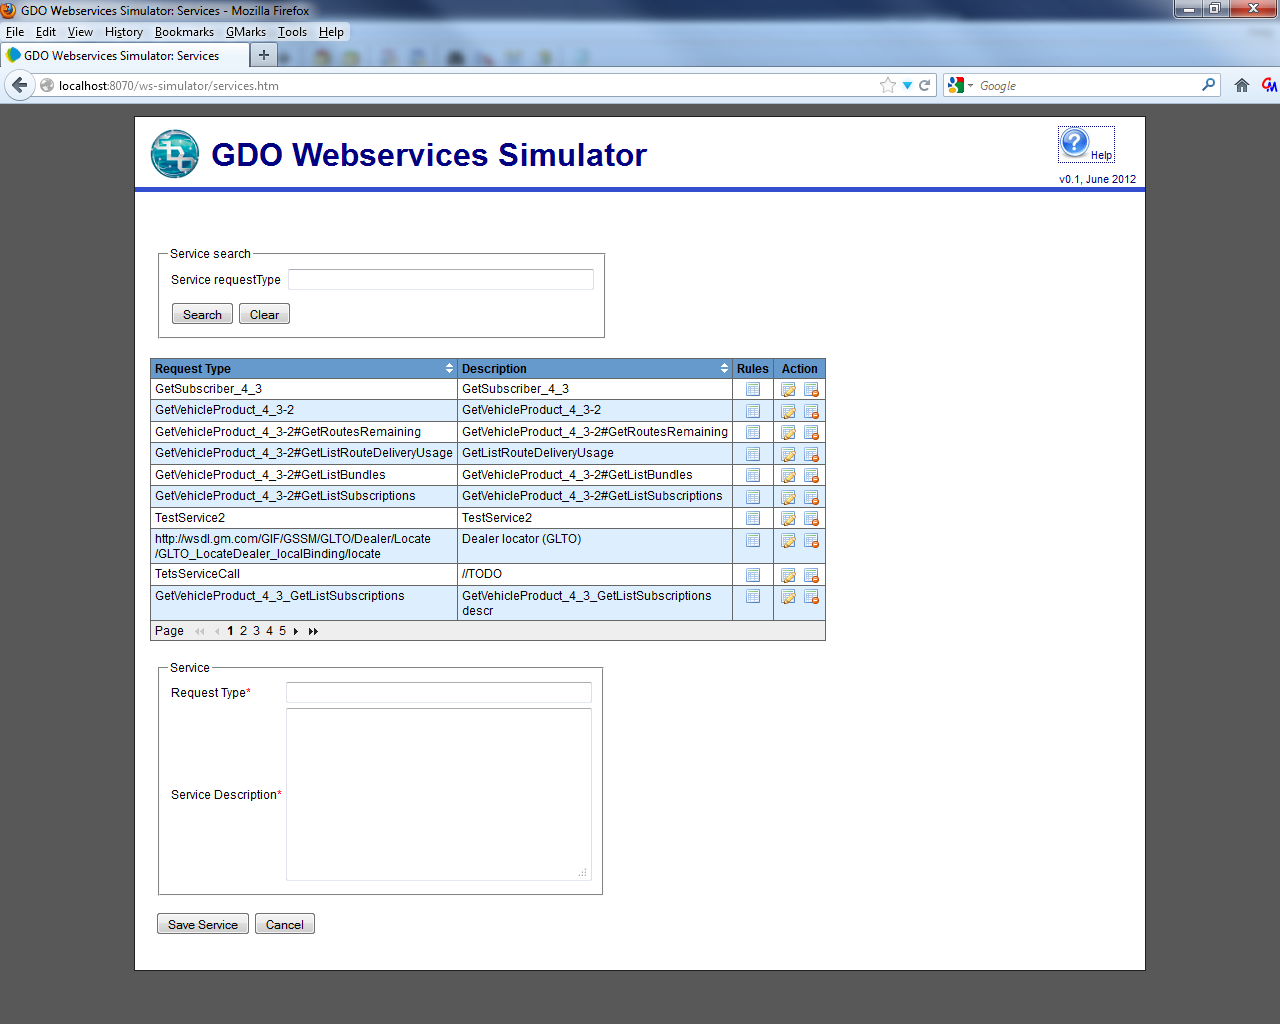 GDO Webservices Simulator: Services - Mozilla Firefox
File Edit View History Bookmarks GMarks Tools Help
GDO Webservices Simulator: Services
localhost:8070/ws-simulator/services.htm
Google
GDO Webservices Simulator
Help
v0.1, June 2012
Service search
Service requestType
Search Clear
Request Type Description Rules Action
GetSubscriber_4_3 GetSubscriber_4_3
GetVehicleProduct_4_3-2 GetVehicleProduct_4_3-2
GetVehicleProduct_4_3-2#GetRoutesRemaining GetVehicleProduct_4_3-2#GetRoutesRemaining
GetVehicleProduct_4_3-2#GetListRouteDeliveryUsage GetListRouteDeliveryUsage
GetVehicleProduct_4_3-2#GetListBundles GetVehicleProduct_4_3-2#GetListBundles
GetVehicleProduct_4_3-2#GetListSubscriptions GetVehicleProduct_4_3-2#GetListSubscriptions
TestService2 TestService2
http://wsdl.gm.com/GIF/GSSM/GLTO/Dealer/Locate Dealer locator (GLTO)
/GLTO_LocateDealer_localBinding/locate
TetsServiceCall //TODO
GetVehicleProduct_4_3_GetListSubscriptions GetVehicleProduct_4_3_GetListSubscriptions
descr
Page 1 2 3 4 5
Service
Request Type*
Service Description*
Save Service Cancel